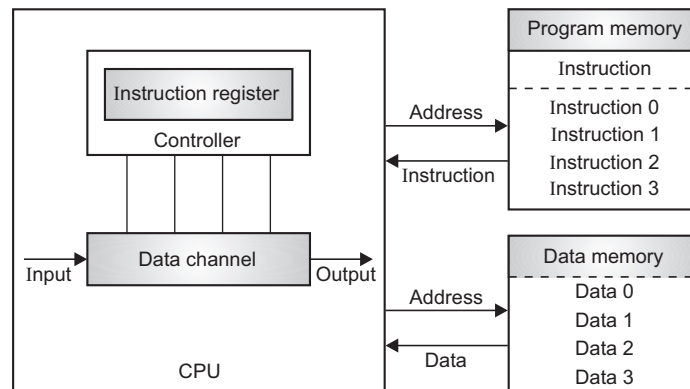 Instruction register
Controller
Data channel
Input
Output
CPU
Address
Instruction
Address
Data
Program memory
Instruction
Instruction 0
Instruction 1
Instruction 2
Instruction 3
Data memory
Data 0
Data 1
Data 2
Data 3